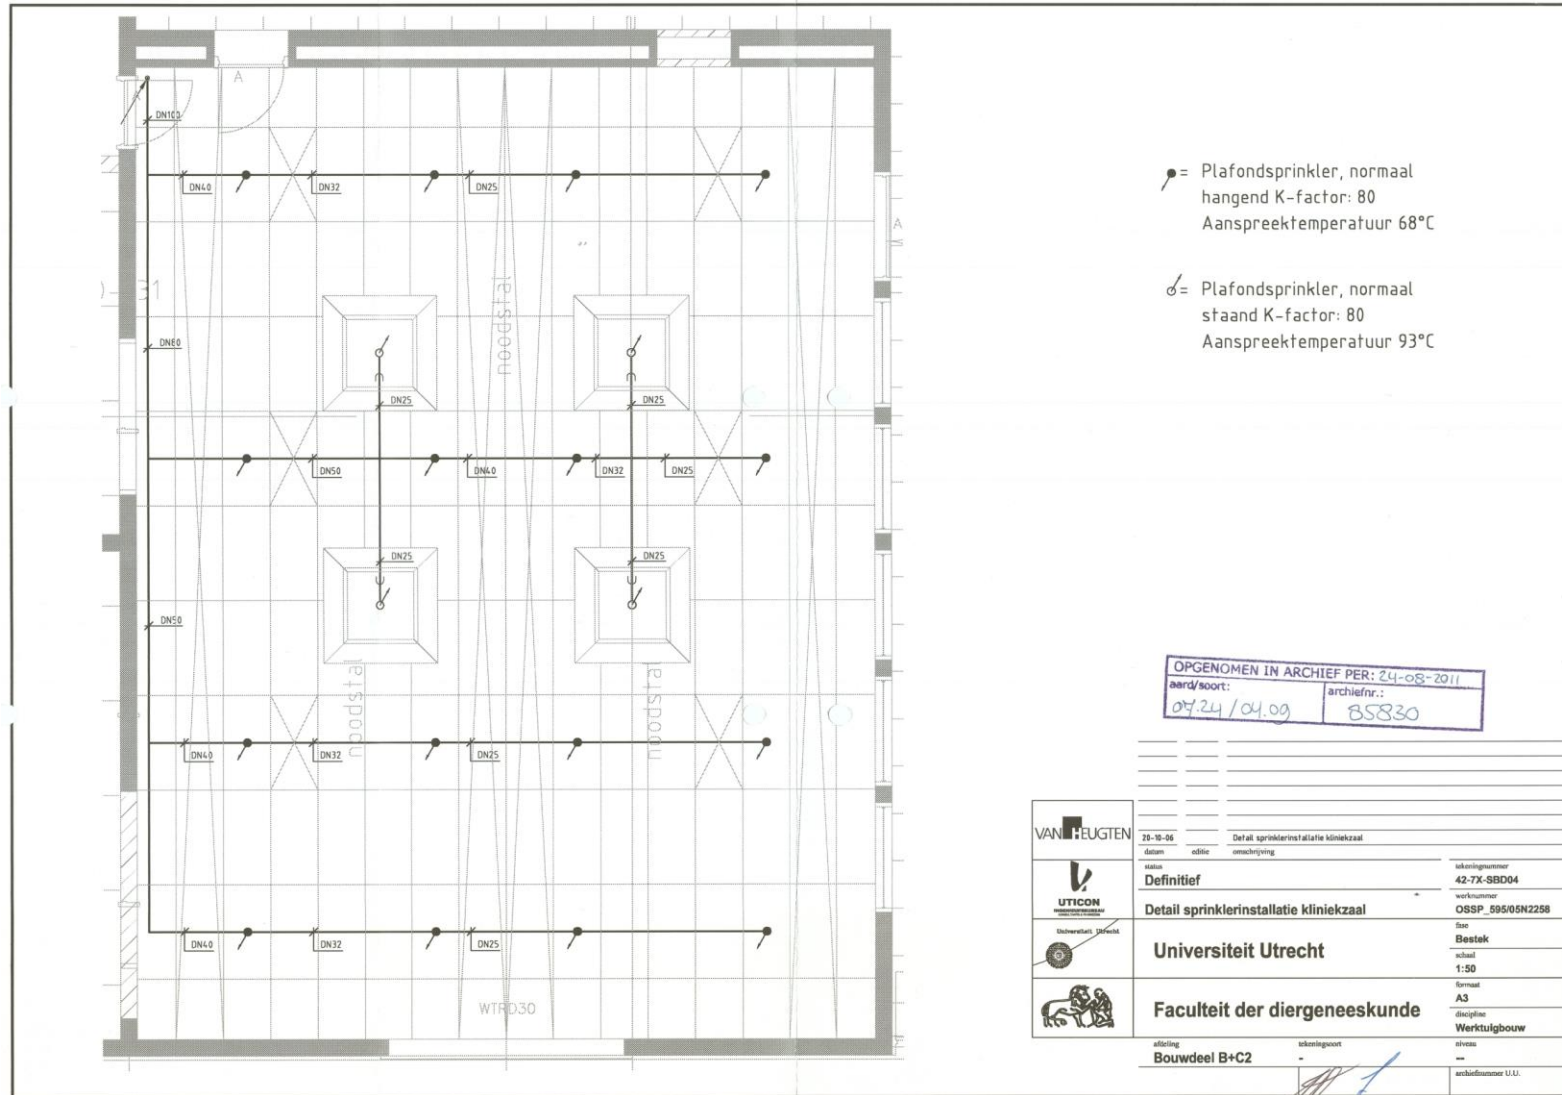 A
DN100
DN40
DN32
DN25
Plafondsprinkler, normaal
hangend K-factor: 80
Aanspreektemperatuur 68°C
A
noodstal
= Plafondsprinkler, normaal
staand K-factor: 80
Aanspreektemperatuur 93°C
DN80
DN25
DN25
DN50
DN40
DN32
DN25
DN25
DN25
DN50
noodstal
noodstal
DN40
DN32
DN25
DN40
DN32
DN25
WTRD30
OPGENOMEN IN ARCHIEF PER: 24-08-2011
aard/soort:
archiefnr.:
07.24 / 04.09
85830
VAN HEUGTEN
20-10-06
Detail sprinklerinstallatie kliniekzaal
datum
editie
omschrijving
status
Definitief
tekeningnummer
42-7X-SBD04
UTICON
Detail sprinklerinstallatie kliniekzaal
werknummer
OSSP_595/05N2258
Universiteit Utrecht
Universiteit Utrecht
fase
Bestek
schaal
1:50
Faculteit der diergeneeskunde
formaat
A3
discipline
Werktuigbouw
afdeling
Bouwdeel B+C2
tekeningsoort
-
niveau
--
archiefnummer U.U.